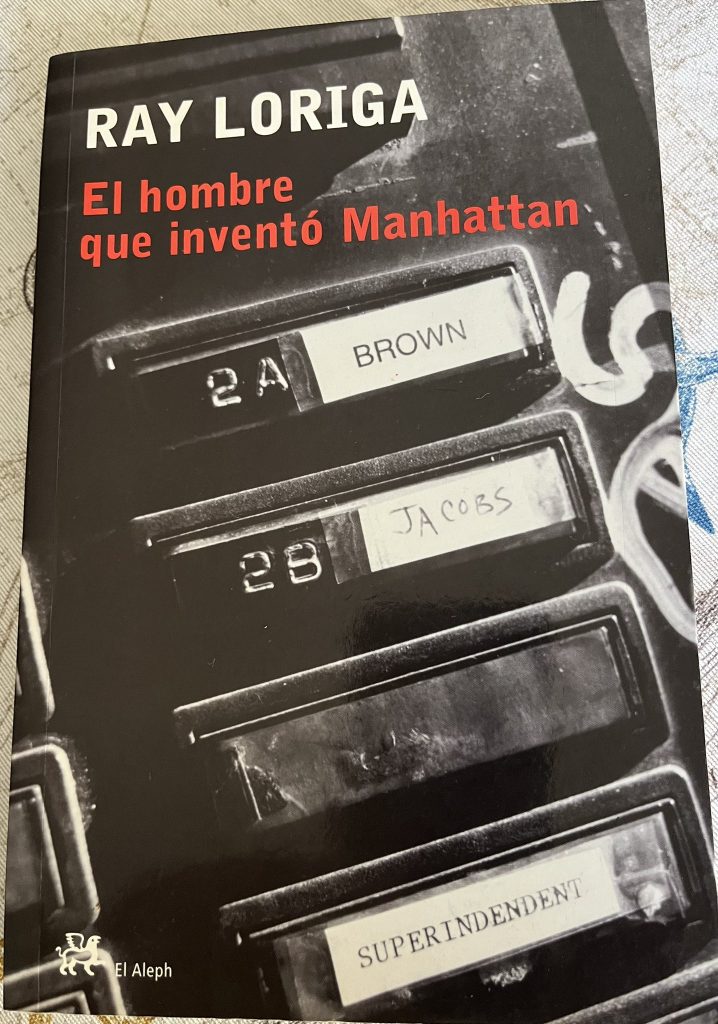 RAY LORIGA
El hombre
que inventó Manhattan
2A BROWN
2B JACOBS
SUPERINDENDENT
El Aleph